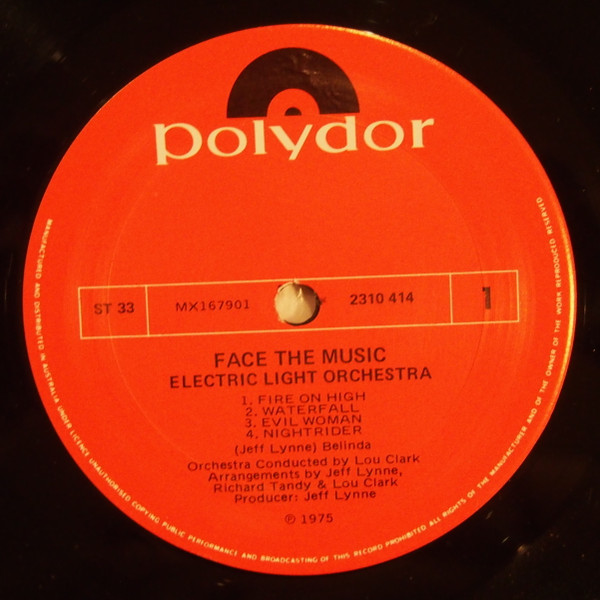 polydor
ST 33 MX167901 2310 414 1
FACE THE MUSIC
ELECTRIC LIGHT ORCHESTRA
1. FIRE ON HIGH
2. WATERFALL
3. EVIL WOMAN
4. NIGHTRIDER
(Jeff Lynne) Belinda
Orchestra Conducted by Lou Clark
Arrangements by Jeff Lynne,
Richard Tandy & Lou Clark
Producer: Jeff Lynne
℗ 1975
MANUFACTURED AND DISTRIBUTED IN AUSTRALIA UNDER LICENCE UNAUTHORISED COPYING PUBLIC PERFORMANCE AND BROADCASTING OF THIS RECORD PROHIBITED ALL RIGHTS OF THE MANUFACTURER AND OF THE OWNER OF THE WORK REPRODUCED RESERVED